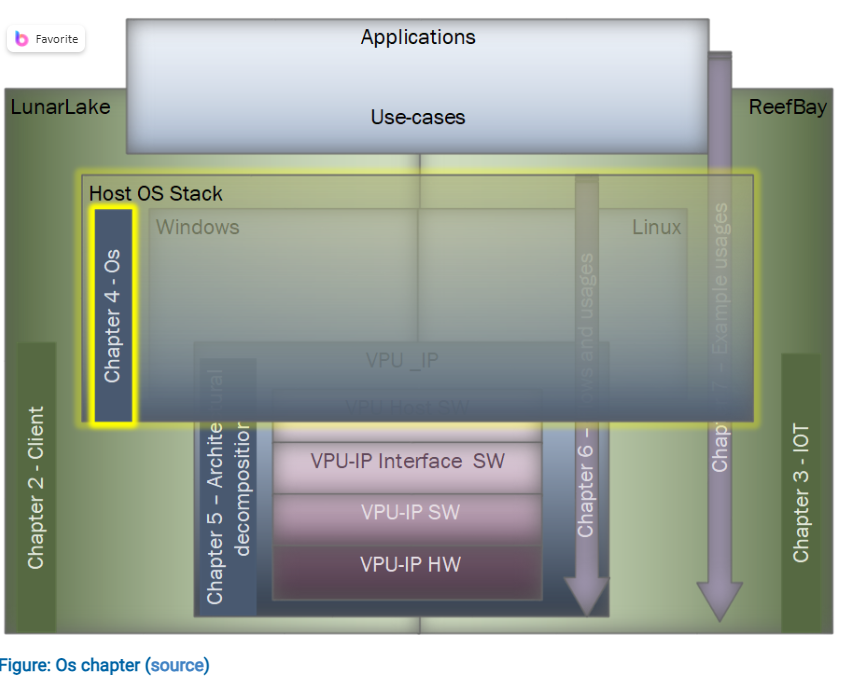 Favorite
Applications
Use-cases
LunarLake
ReefBay
Host OS Stack
Windows
Linux
Chapter 4 - Os
VPU _IP
VPU Host SW
VPU-IP Interface SW
VPU-IP SW
VPU-IP HW
Chapter 2 - Client
Chapter 5 – Architectural
decomposition
Chapter 6 – and usages
Chapter 7 – Example usages
Chapter 3 - IOT
Figure: Os chapter (source)